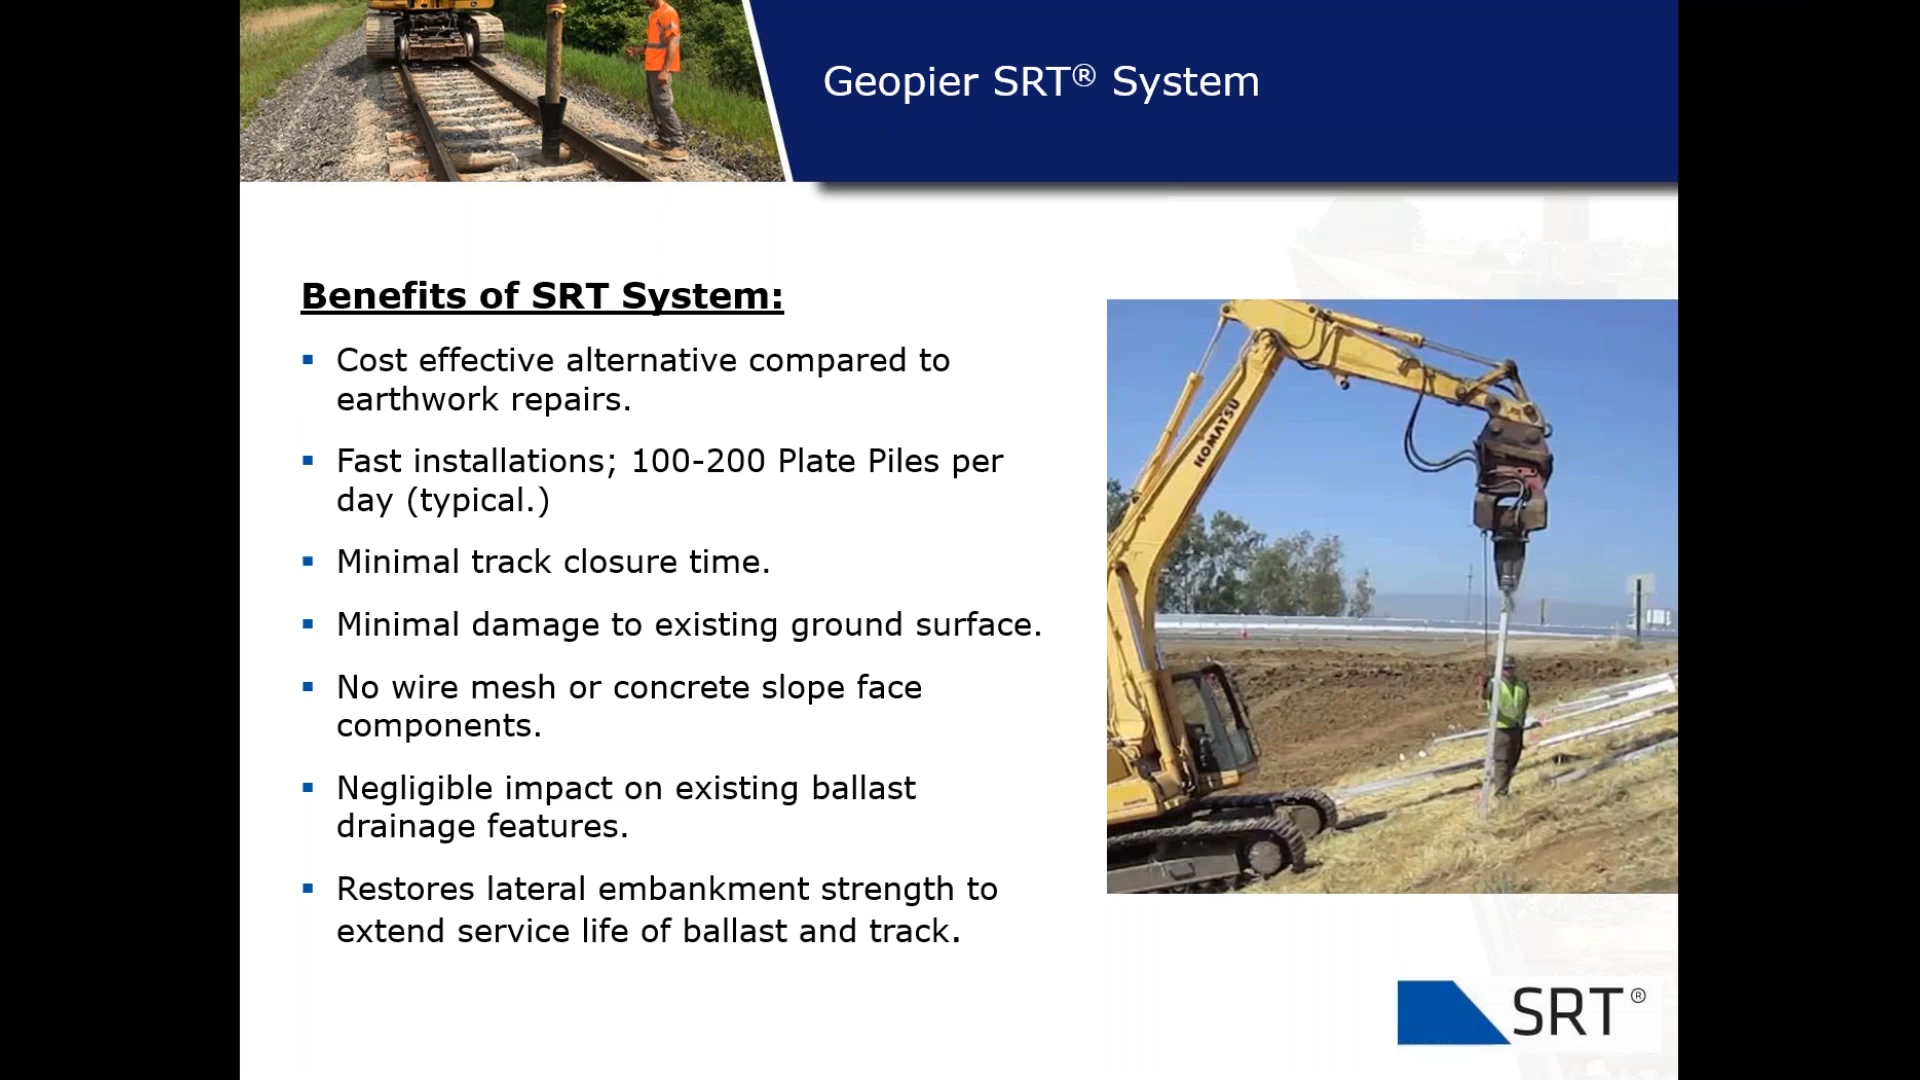 Geopier SRT® System
Benefits of SRT System:
▪ Cost effective alternative compared to
earthwork repairs.
▪ Fast installations; 100-200 Plate Piles per
day (typical.)
▪ Minimal track closure time.
▪ Minimal damage to existing ground surface.
▪ No wire mesh or concrete slope face
components.
▪ Negligible impact on existing ballast
drainage features.
▪ Restores lateral embankment strength to
extend service life of ballast and track.
KOMATSU
SRT®